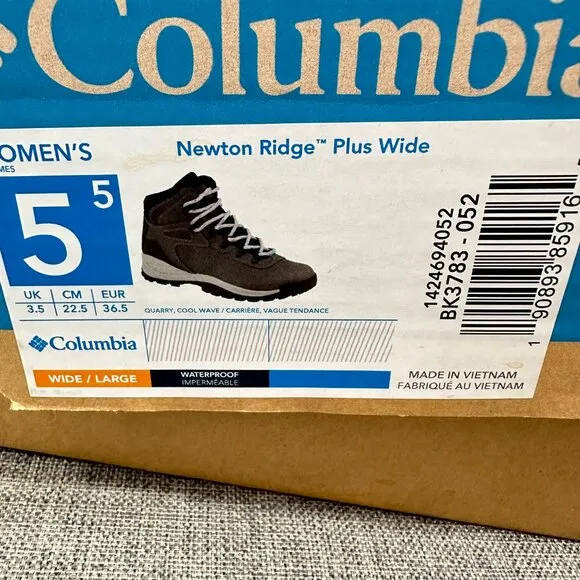 Columbia
OMEN'S
MES
Newton Ridge™ Plus Wide
5 5
UK CM EUR
3.5 22.5 36.5
QUARRY, COOL WAVE / CARRIÈRE, VAGUE TENDANCE
Columbia
WIDE / LARGE
WATERPROOF
IMPERMÉABLE
1424694052
BK3783 - 052
1 90893 85916
MADE IN VIETNAM
FABRIQUÉ AU VIETNAM